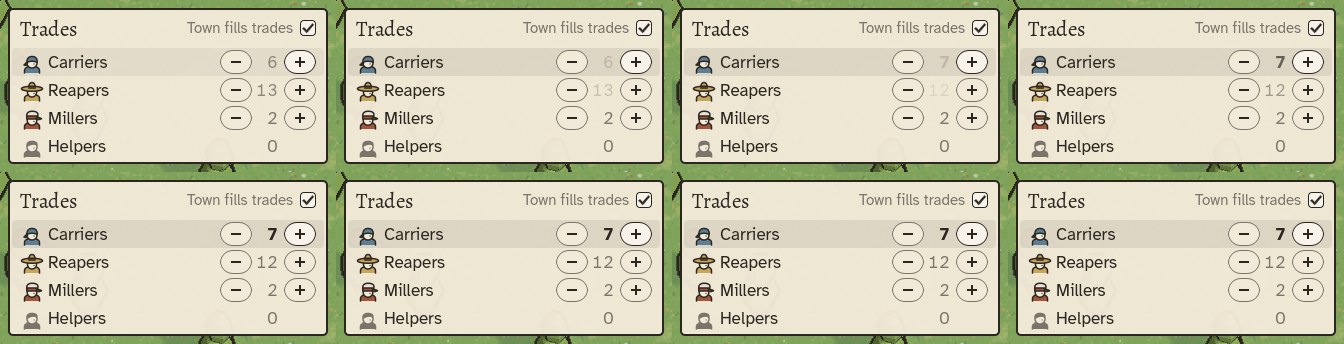 Trades Town fills trades Trades Town fills trades Trades Town fills trades Trades Town fills trades
Carriers − 6 + Carriers − 6 + Carriers − 7 + Carriers − 7 +
Reapers − 13 + Reapers − 13 + Reapers − 12 + Reapers − 12 +
Millers − 2 + Millers − 2 + Millers − 2 + Millers − 2 +
Helpers 0 Helpers 0 Helpers 0 Helpers 0
Trades Town fills trades Trades Town fills trades Trades Town fills trades Trades Town fills trades
Carriers − 7 + Carriers − 7 + Carriers − 7 + Carriers − 7 +
Reapers − 12 + Reapers − 12 + Reapers − 12 + Reapers − 12 +
Millers − 2 + Millers − 2 + Millers − 2 + Millers − 2 +
Helpers 0 Helpers 0 Helpers 0 Helpers 0